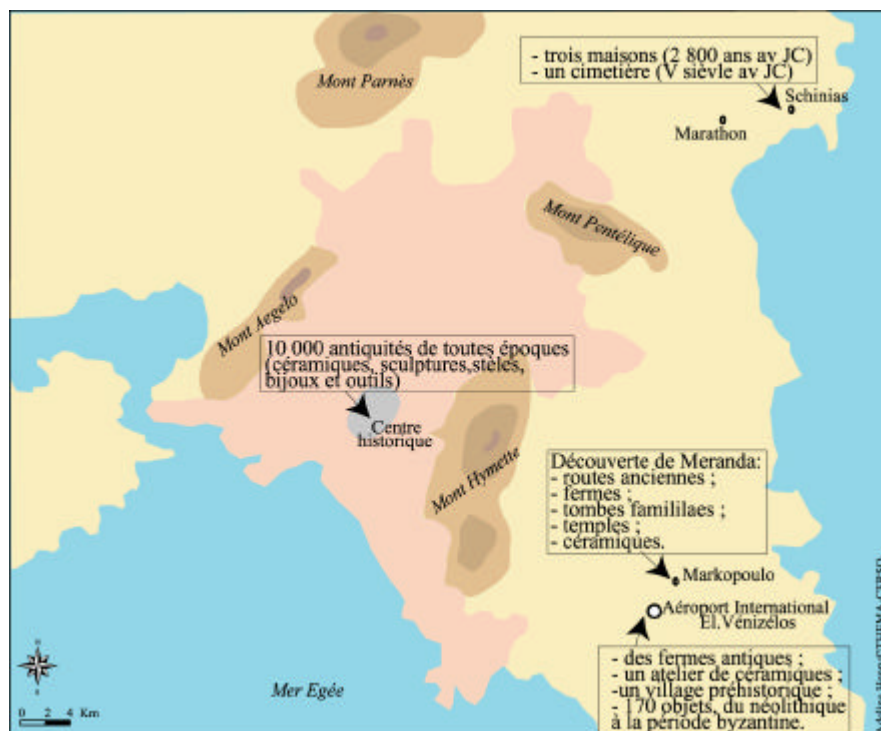 - trois maisons (2 800 ans av JC)
- un cimetière (V sièvle av JC)
Schinias
Marathon
Mont Parnès
Mont Pentélique
Mont Aegelo
10 000 antiquités de toutes époques
(céramiques, sculptures,stèles,
bijoux et outils)
Centre
historique
Mont Hymette
Découverte de Meranda:
- routes anciennes ;
- fermes ;
- tombes famililaes ;
- temples ;
- céramiques.
Markopoulo
Aéroport International
El.Vénizélos
- des fermes antiques ;
- un atelier de céramiques ;
-un village préhistorique ;
- 170 objets, du néolithique
à la période byzantine.
Mer Egée
0 2 4 Km